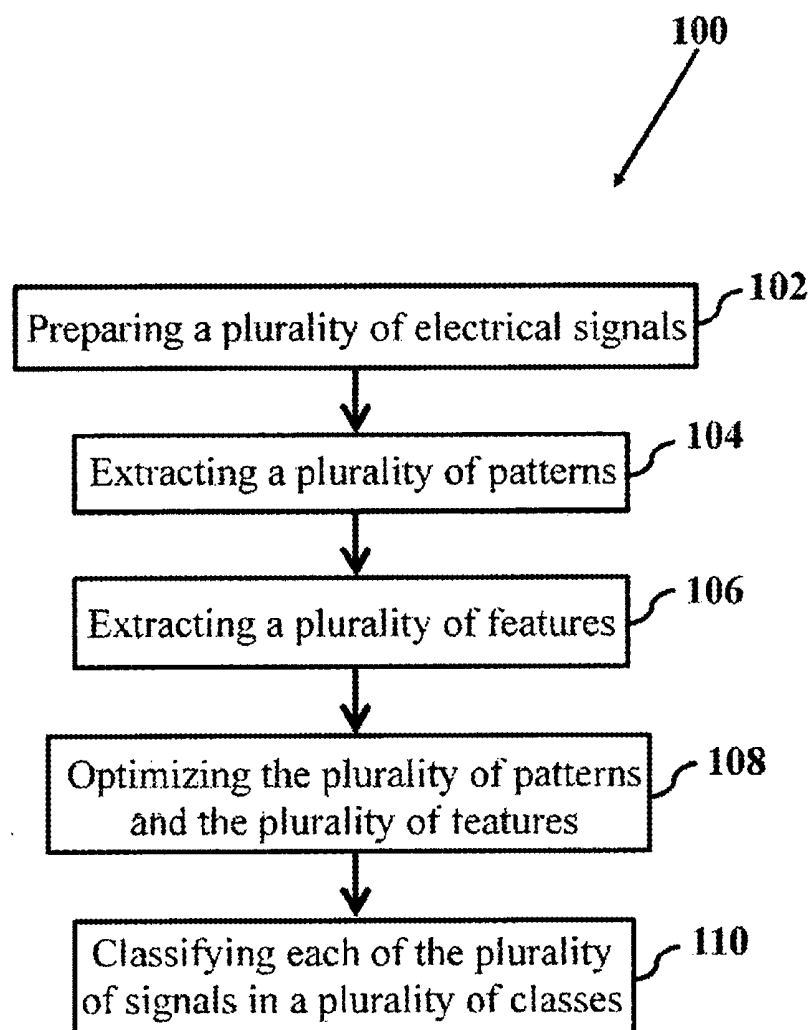 100
102
Preparing a plurality of electrical signals
104
Extracting a plurality of patterns
106
Extracting a plurality of features
108
Optimizing the plurality of patterns
and the plurality of features
110
Classifying each of the plurality
of signals in a plurality of classes